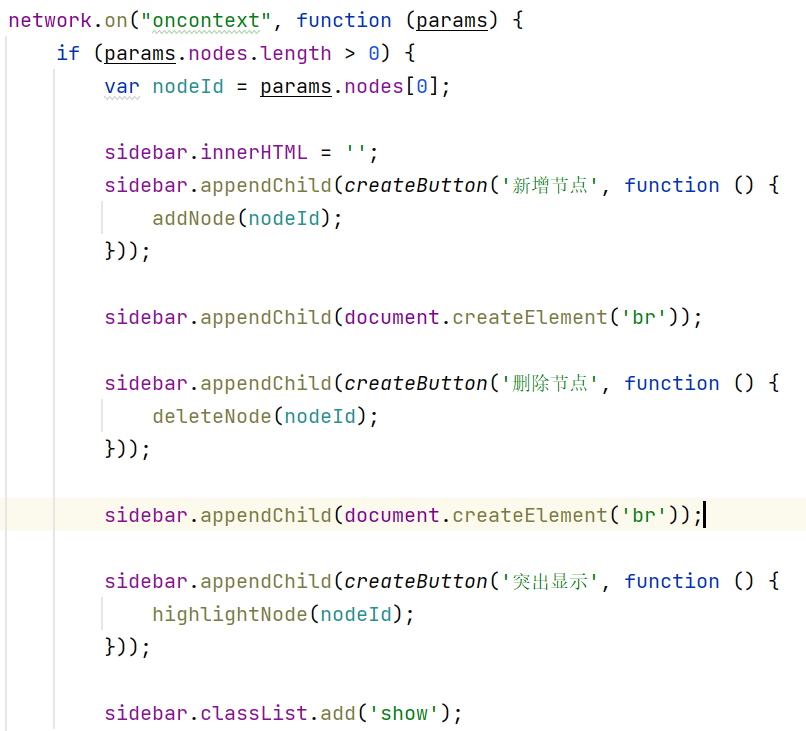 network.on("oncontext", function (params) {
    if (params.nodes.length > 0) {
        var nodeId = params.nodes[0];
        sidebar.innerHTML = '';
        sidebar.appendChild(createButton('新增节点', function () {
            addNode(nodeId);
        }));
        sidebar.appendChild(document.createElement('br'));
        sidebar.appendChild(createButton('删除节点', function () {
            deleteNode(nodeId);
        }));
        sidebar.appendChild(document.createElement('br'));
        sidebar.appendChild(createButton('突出显示', function () {
            highlightNode(nodeId);
        }));
        sidebar.classList.add('show');